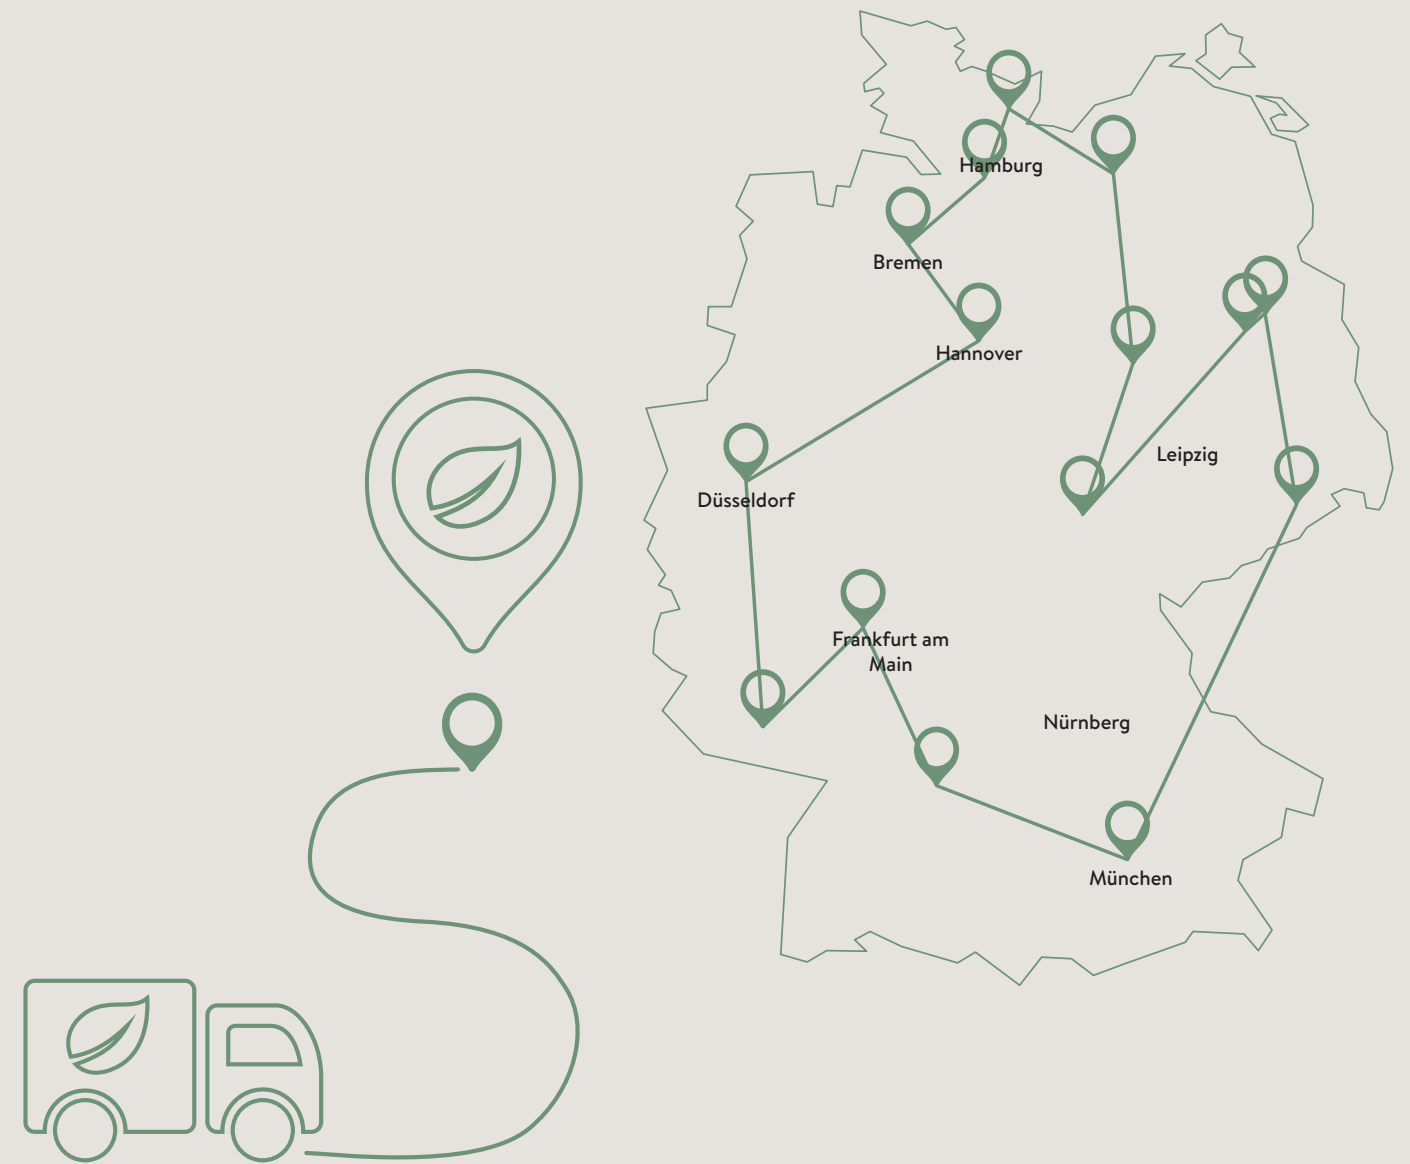 Hamburg
Bremen
Hannover
Leipzig
Düsseldorf
Frankfurt am
Main
Nürnberg
München